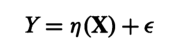 Y = η(X) + ϵ